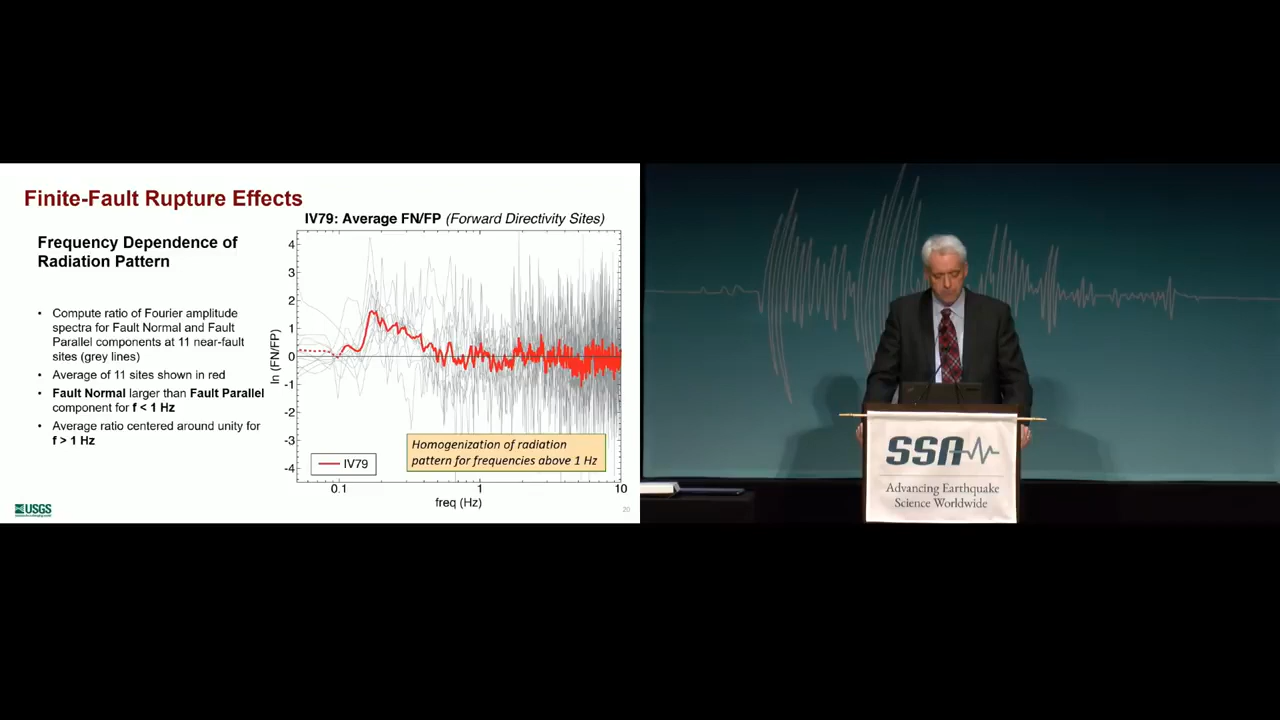 Finite-Fault Rupture Effects
IV79: Average FN/FP (Forward Directivity Sites)
Frequency Dependence of
Radiation Pattern
• Compute ratio of Fourier amplitude
spectra for Fault Normal and Fault
Parallel components at 11 near-fault
sites (grey lines)
• Average of 11 sites shown in red
• Fault Normal larger than Fault Parallel
component for f < 1 Hz
• Average ratio centered around unity for
f > 1 Hz
ln (FN/FP)
4
3
2
1
0
-1
-2
-3
-4
Homogenization of radiation
pattern for frequencies above 1 Hz
IV79
0.1 1 10
freq (Hz)
USGS
20
SSA
Advancing Earthquake
Science Worldwide